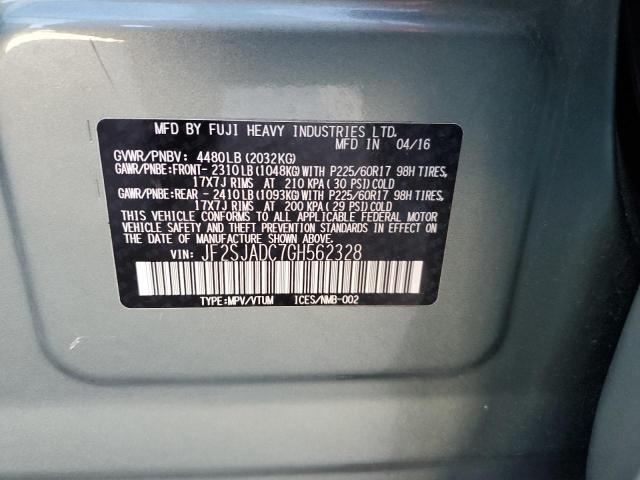 MFD BY FUJI HEAVY INDUSTRIES LTD.
MFD IN 04/16
GVWR/PNBV: 4480LB (2032KG)
GAWR/PNBE:FRONT- 2310LB (1048KG) WITH P225/60R17 98H TIRES,
17X7J RIMS AT 210 KPA (30 PSI) COLD
GAWR/PNBE:REAR - 2410LB (1093KG) WITH P225/60R17 98H TIRES,
17X7J RIMS AT 200 KPA (29 PSI) COLD
THIS VEHICLE CONFORMS TO ALL APPLICABLE FEDERAL MOTOR
VEHICLE SAFETY AND THEFT PREVENTION STANDARDS IN EFFECT
ON THE DATE OF MANUFACTURE SHOWN ABOVE.
VIN: JF2SJADC7GH562328
TYPE:MPV/VTUM ICES/NMB-002